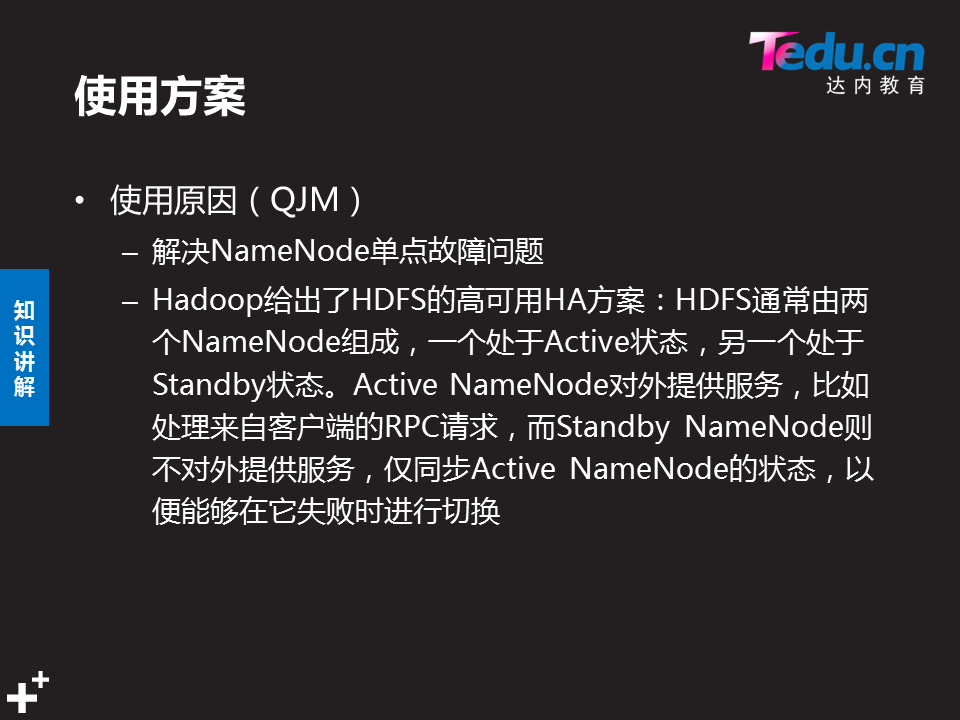 Tedu.cn
达内教育
使用方案
• 使用原因（QJM）
– 解决NameNode单点故障问题
– Hadoop给出了HDFS的高可用HA方案：HDFS通常由两
个NameNode组成，一个处于Active状态，另一个处于
Standby状态。Active NameNode对外提供服务，比如
处理来自客户端的RPC请求，而Standby NameNode则
不对外提供服务，仅同步Active NameNode的状态，以
便能够在它失败时进行切换
知
识
讲
解